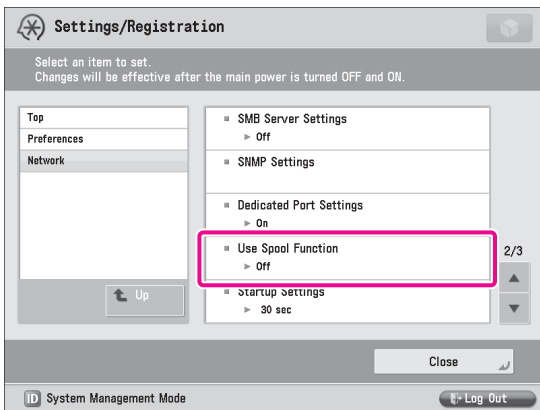 Settings/Registration
Select an item to set.
Changes will be effective after the main power is turned OFF and ON.
Top
Preferences
Network
Up
SMB Server Settings
► Off
SNMP Settings
Dedicated Port Settings
► On
Use Spool Function
► Off
Startup Settings
► 30 sec
2/3
Close
ID System Management Mode
Log Out